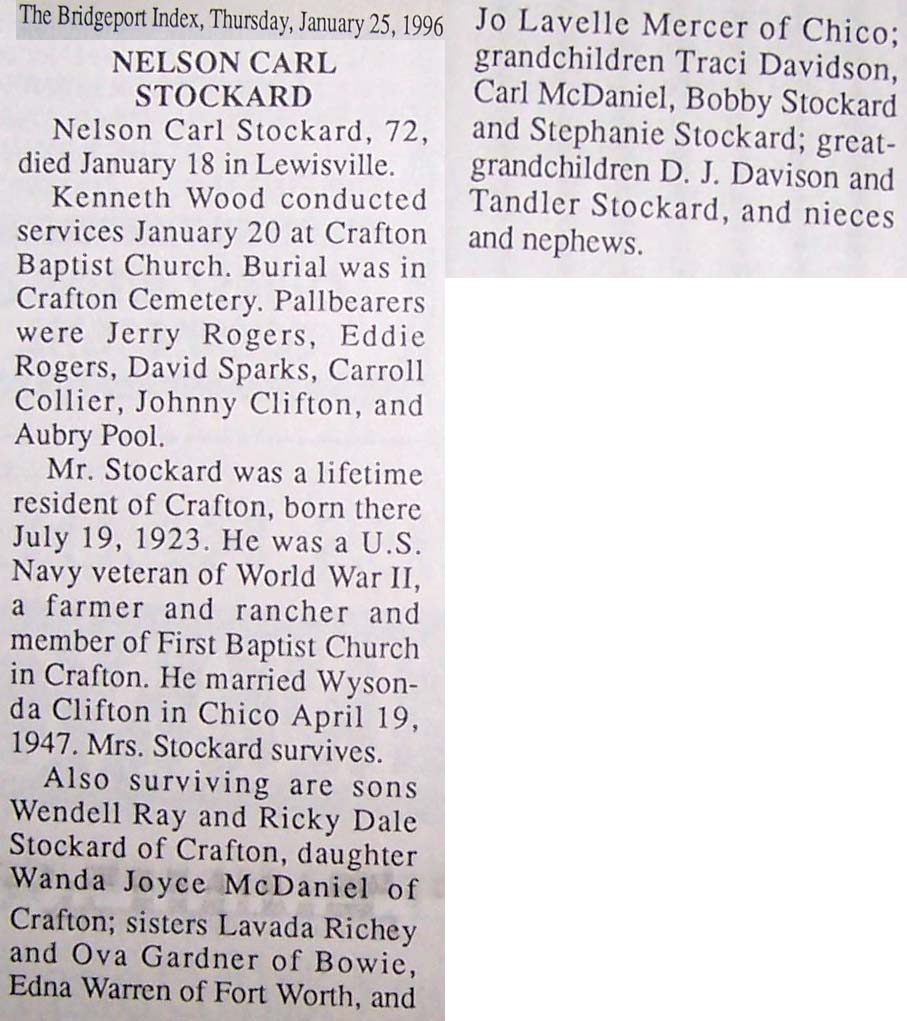 The Bridgeport Index, Thursday, January 25, 1996
NELSON CARL
STOCKARD
Nelson Carl Stockard, 72,
died January 18 in Lewisville.
Kenneth Wood conducted
services January 20 at Crafton
Baptist Church. Burial was in
Crafton Cemetery. Pallbearers
were Jerry Rogers, Eddie
Rogers, David Sparks, Carroll
Collier, Johnny Clifton, and
Aubry Pool.
Mr. Stockard was a lifetime
resident of Crafton, born there
July 19, 1923. He was a U.S.
Navy veteran of World War II,
a farmer and rancher and
member of First Baptist Church
in Crafton. He married Wyson-
da Clifton in Chico April 19,
1947. Mrs. Stockard survives.
Also surviving are sons
Wendell Ray and Ricky Dale
Stockard of Crafton, daughter
Wanda Joyce McDaniel of
Crafton; sisters Lavada Richey
and Ova Gardner of Bowie,
Edna Warren of Fort Worth, and
Jo Lavelle Mercer of Chico;
grandchildren Traci Davidson,
Carl McDaniel, Bobby Stockard
and Stephanie Stockard; great-
grandchildren D. J. Davison and
Tandler Stockard, and nieces
and nephews.